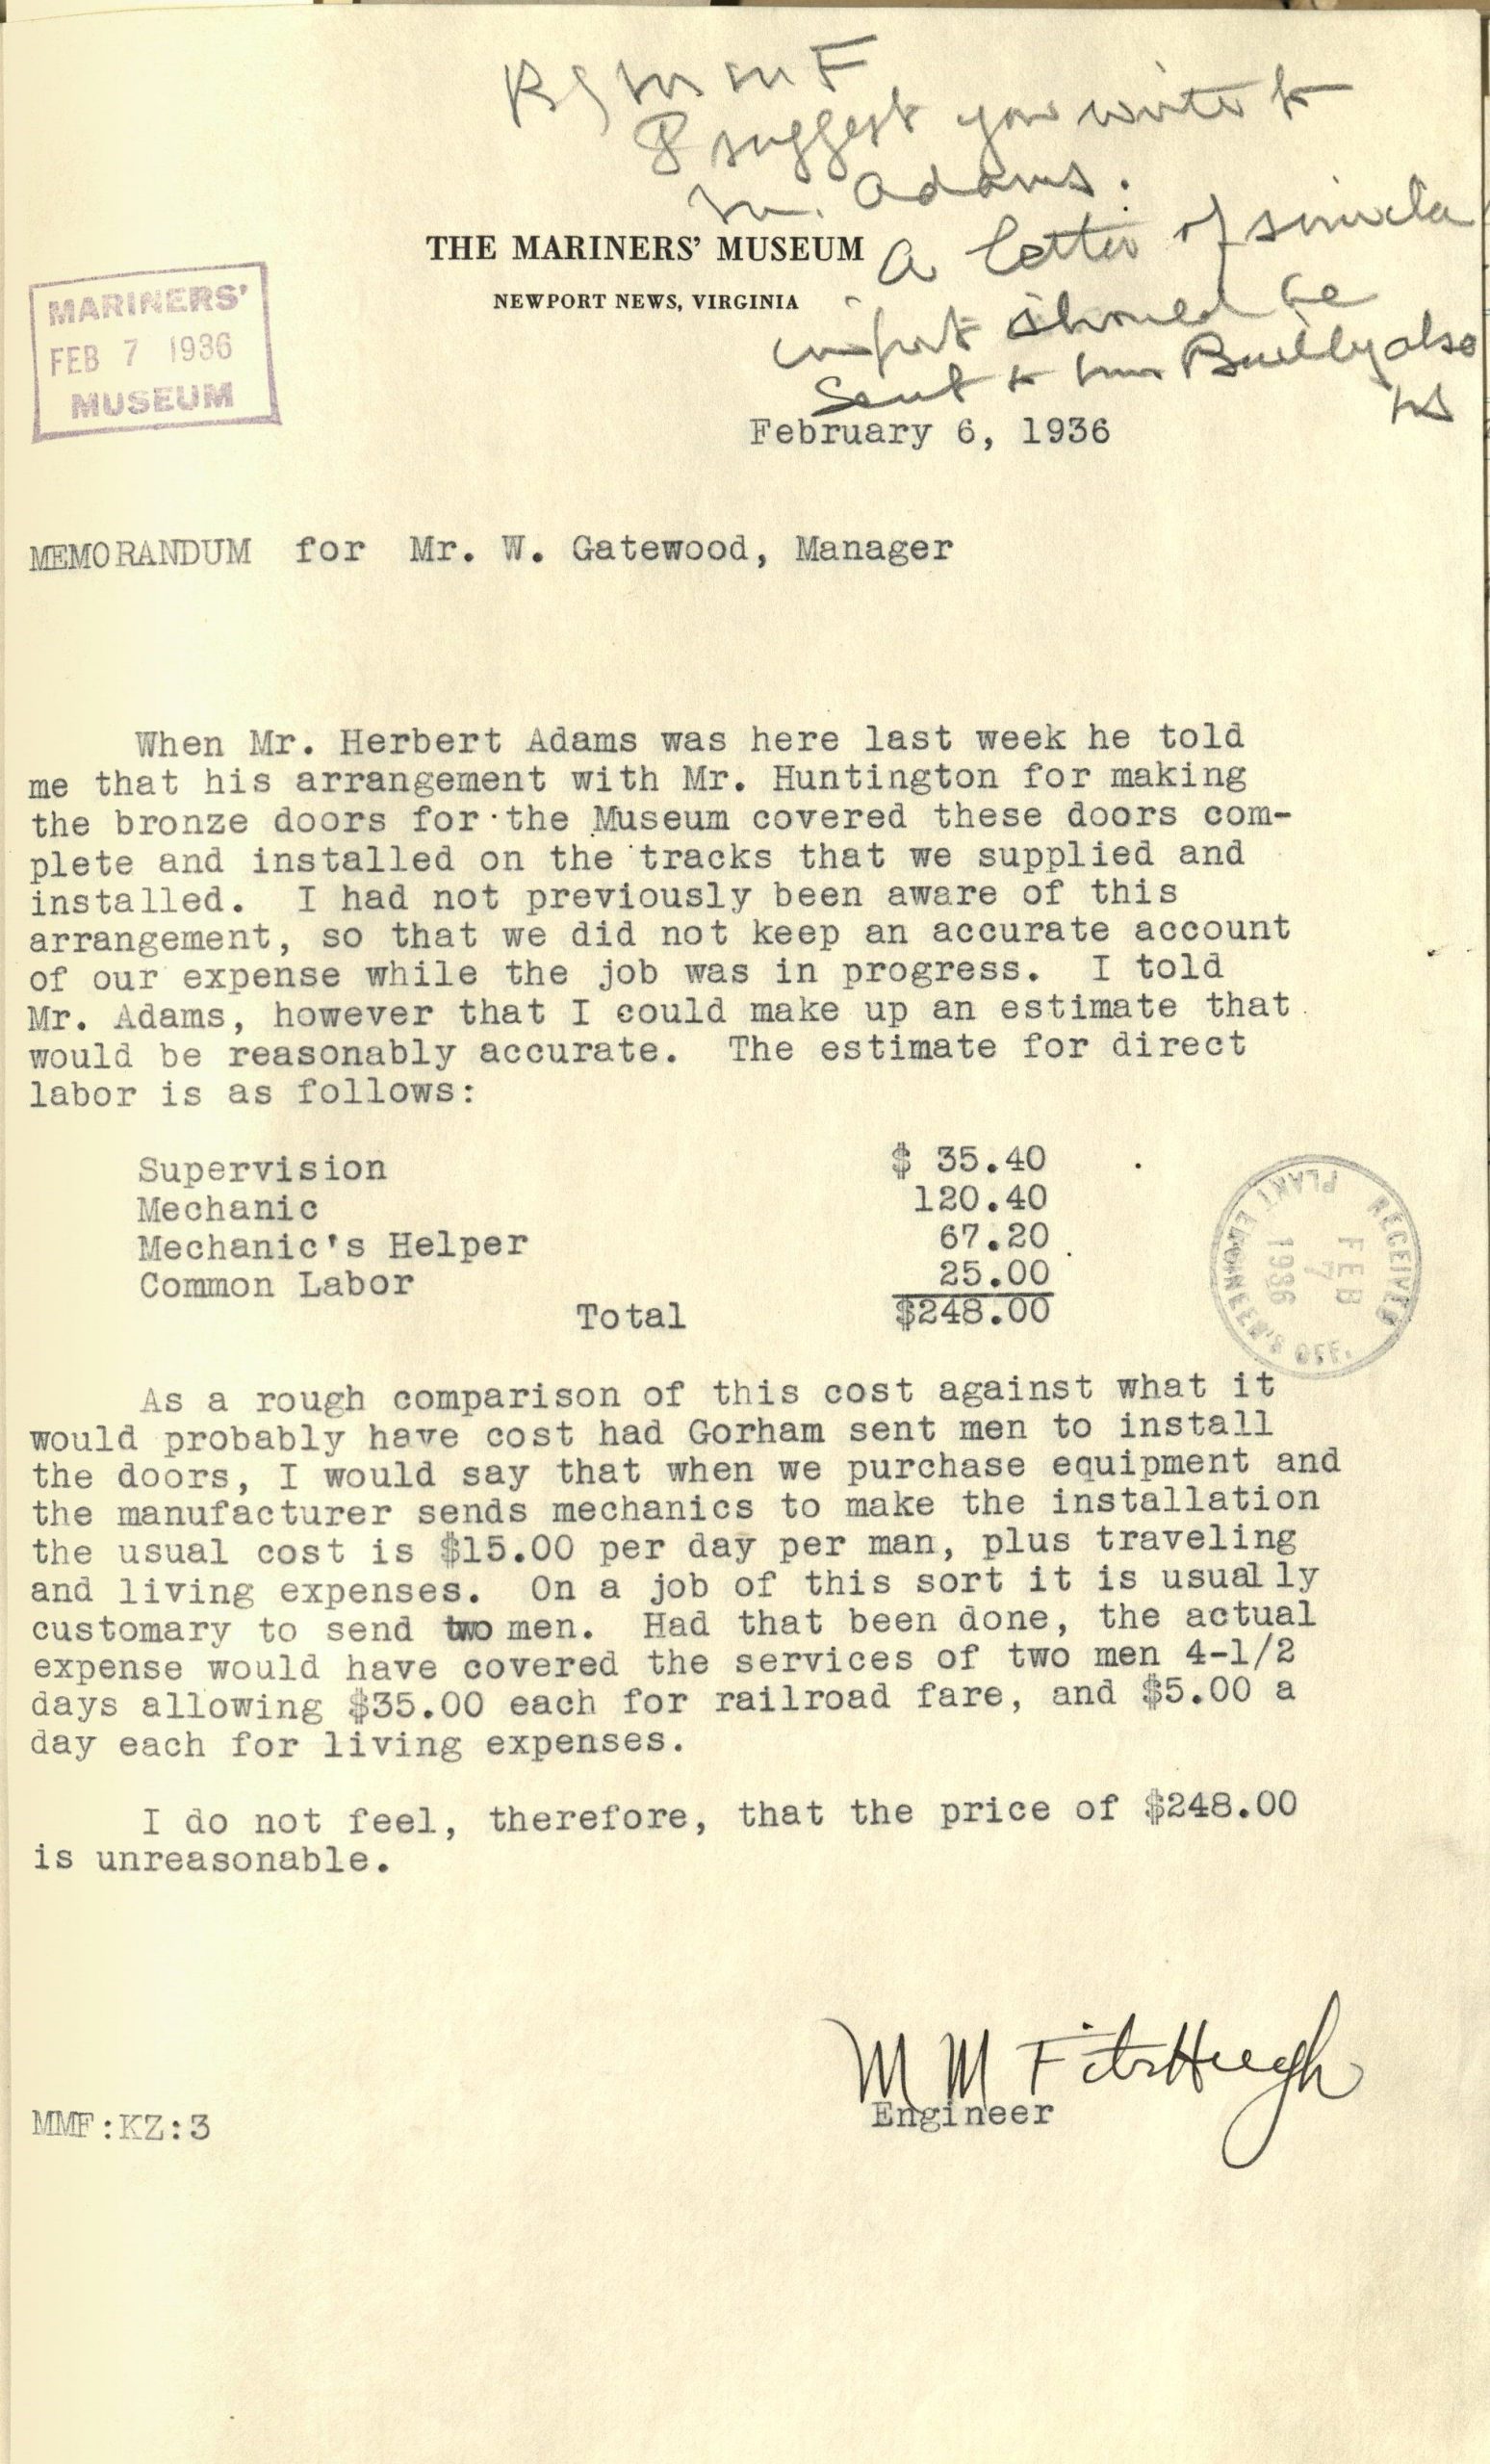 M M F
I suggest you write to
Mr. Adams.
A letter of simila
import should be
sent to Mr Bailly also
THE MARINERS' MUSEUM
NEWPORT NEWS, VIRGINIA
MARINERS'
FEB 7 1936
MUSEUM
February 6, 1936
MEMORANDUM for Mr. W. Gatewood, Manager
When Mr. Herbert Adams was here last week he told
me that his arrangement with Mr. Huntington for making
the bronze doors for the Museum covered these doors com-
plete and installed on the tracks that we supplied and
installed. I had not previously been aware of this
arrangement, so that we did not keep an accurate account
of our expense while the job was in progress. I told
Mr. Adams, however that I could make up an estimate that
would be reasonably accurate. The estimate for direct
labor is as follows:
Supervision $ 35.40
Mechanic 120.40
Mechanic's Helper 67.20
Common Labor 25.00
Total $248.00
RECEIVED
FEB
7
1936
PLANT ENGINEER'S OFF.
As a rough comparison of this cost against what it
would probably have cost had Gorham sent men to install
the doors, I would say that when we purchase equipment and
the manufacturer sends mechanics to make the installation
the usual cost is $15.00 per day per man, plus traveling
and living expenses. On a job of this sort it is usually
customary to send two men. Had that been done, the actual
expense would have covered the services of two men 4-1/2
days allowing $35.00 each for railroad fare, and $5.00 a
day each for living expenses.
I do not feel, therefore, that the price of $248.00
is unreasonable.
M M FitzHugh
Engineer
MMF:KZ:3